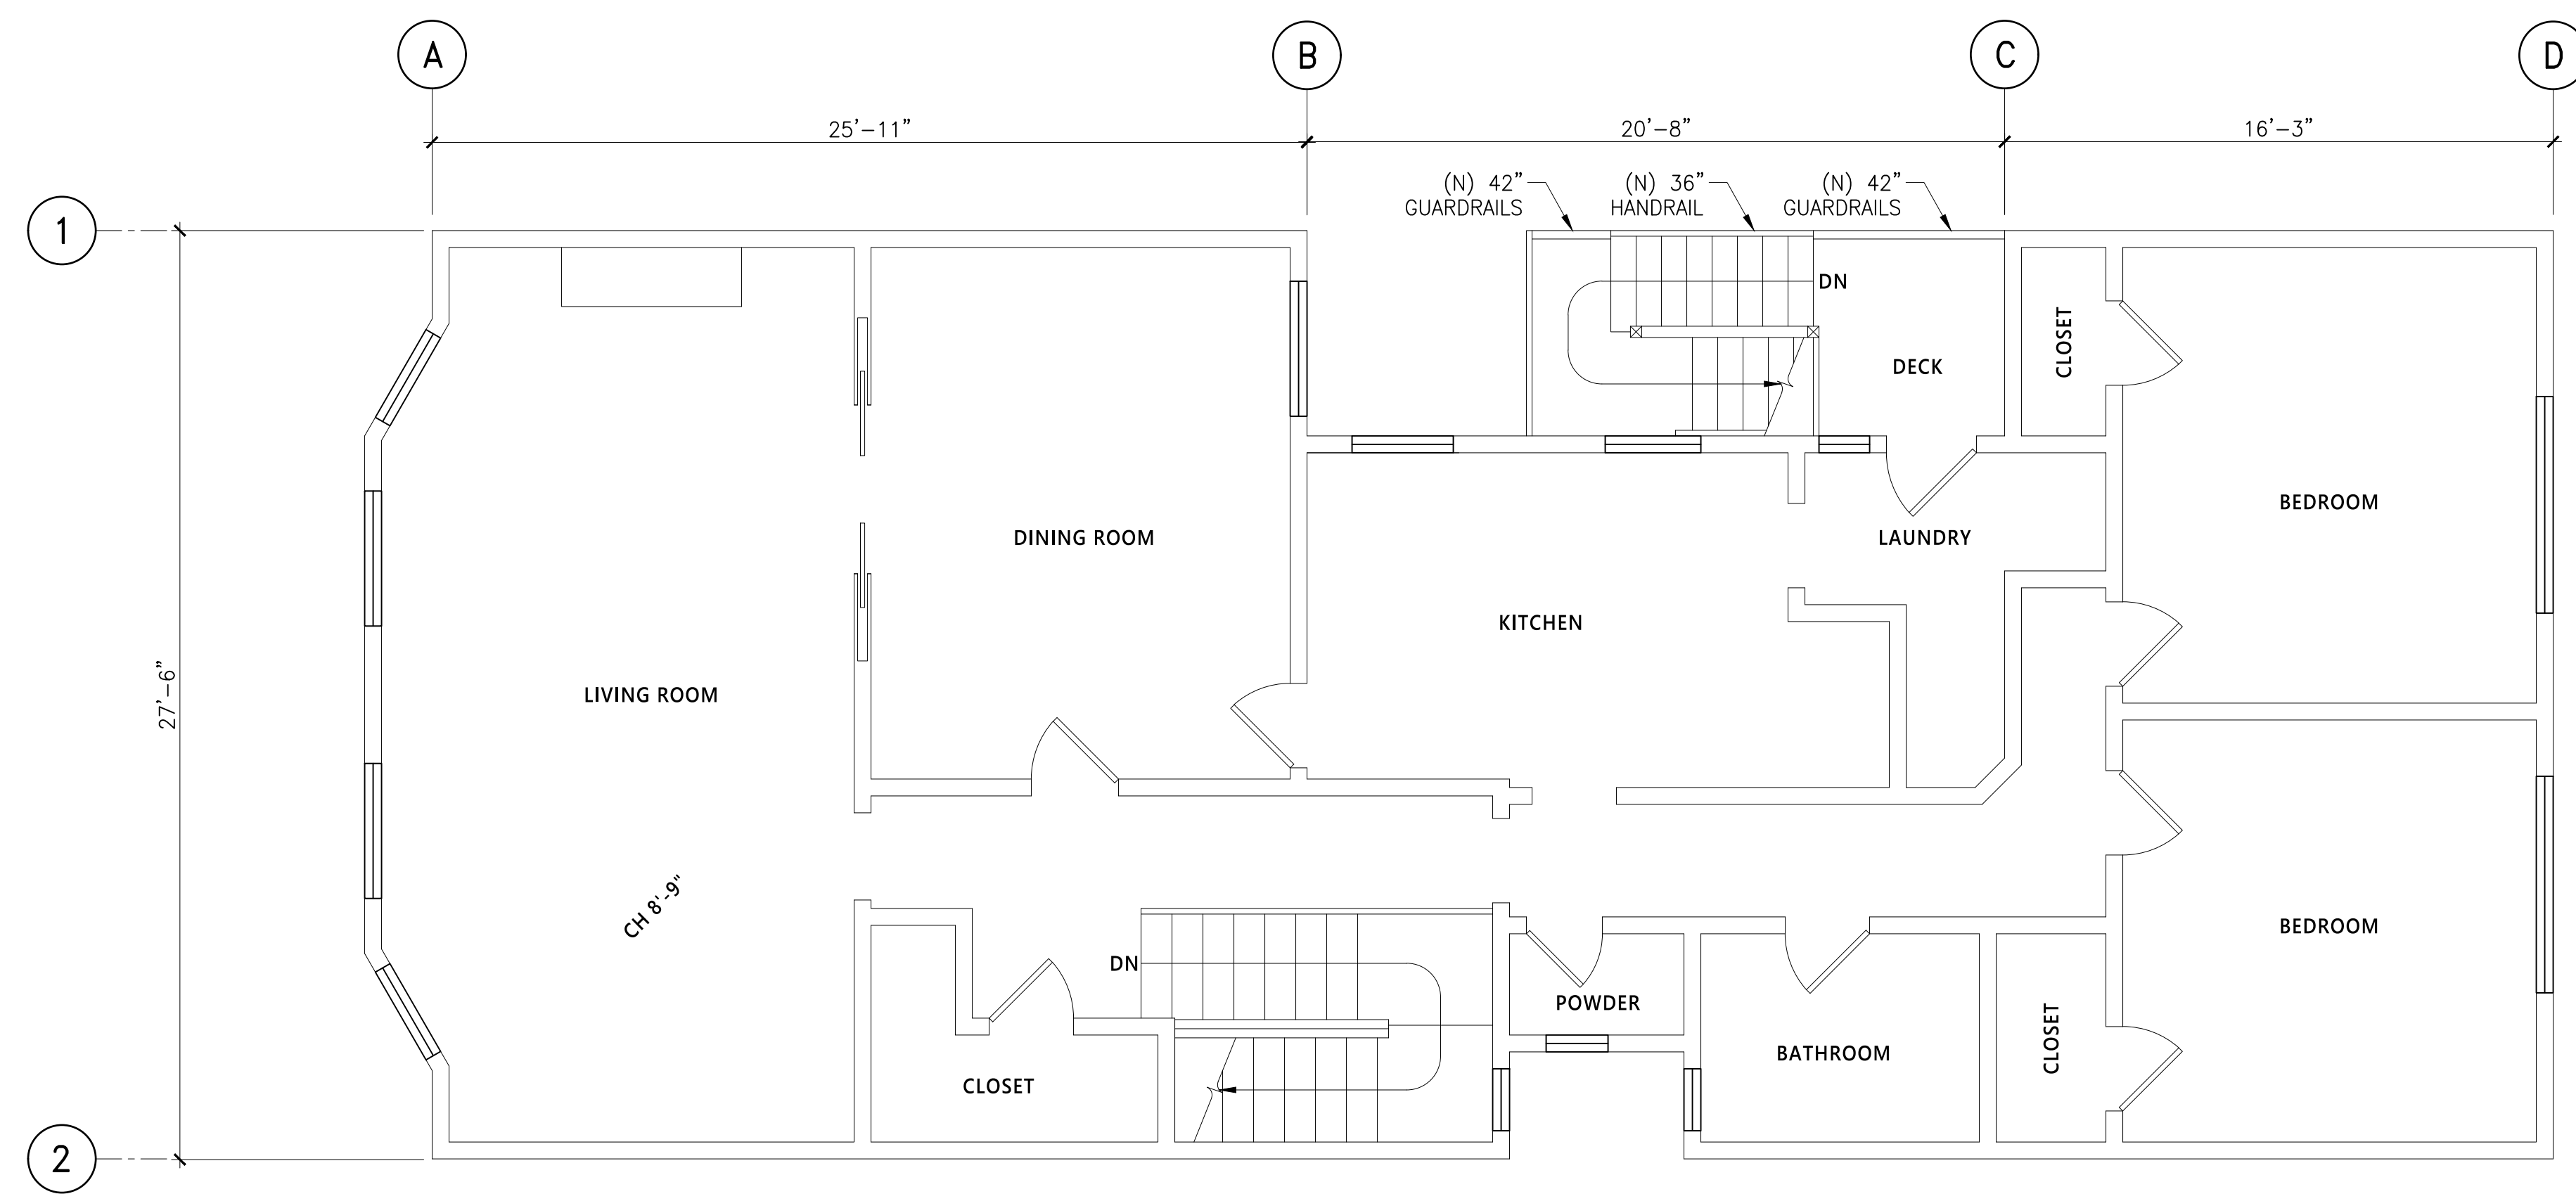 A
B
C
D
25'-11"
20'-8"
16'-3"
(N) 42"
GUARDRAILS
(N) 36"
HANDRAIL
(N) 42"
GUARDRAILS
1
DN
DECK
CLOSET
BEDROOM
DINING ROOM
LAUNDRY
KITCHEN
27'-6"
LIVING ROOM
CH 8'-9"
DN
POWDER
BEDROOM
BATHROOM
CLOSET
CLOSET
2